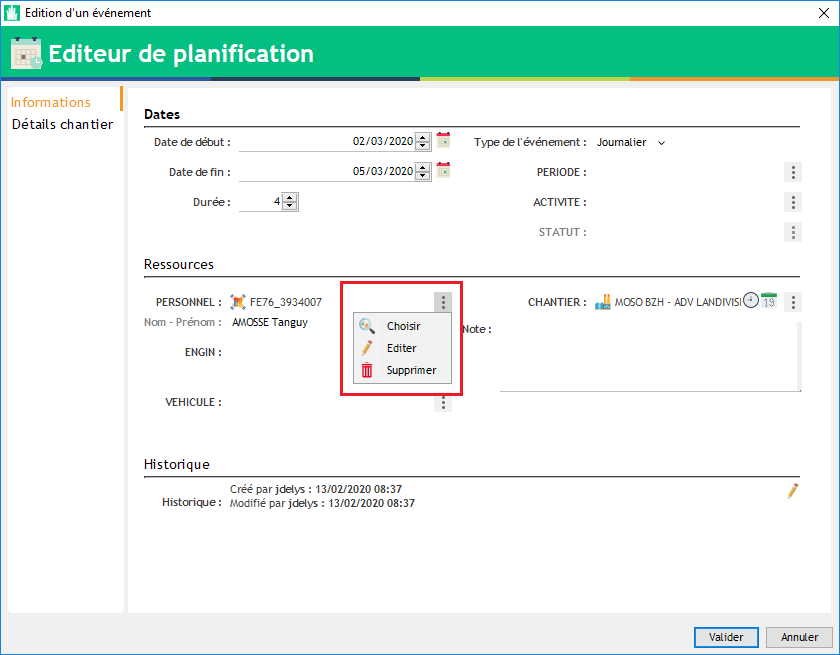 Edition d'un événement
Editeur de planification
Informations
Détails chantier
Dates
Date de début : 02/03/2020 Type de l'événement : Journalier
Date de fin : 05/03/2020 PERIODE :
Durée : 4 ACTIVITE :
STATUT :
Ressources
PERSONNEL : FE76_3934007 CHANTIER : MOSO BZH - ADV LANDIVISI 19
Nom - Prénom : AMOSSE Tanguy Note :
Choisir
Editer
Supprimer
ENGIN :
VEHICULE :
Historique
Historique : Créé par jdelys : 13/02/2020 08:37
Modifié par jdelys : 13/02/2020 08:37
Valider Annuler